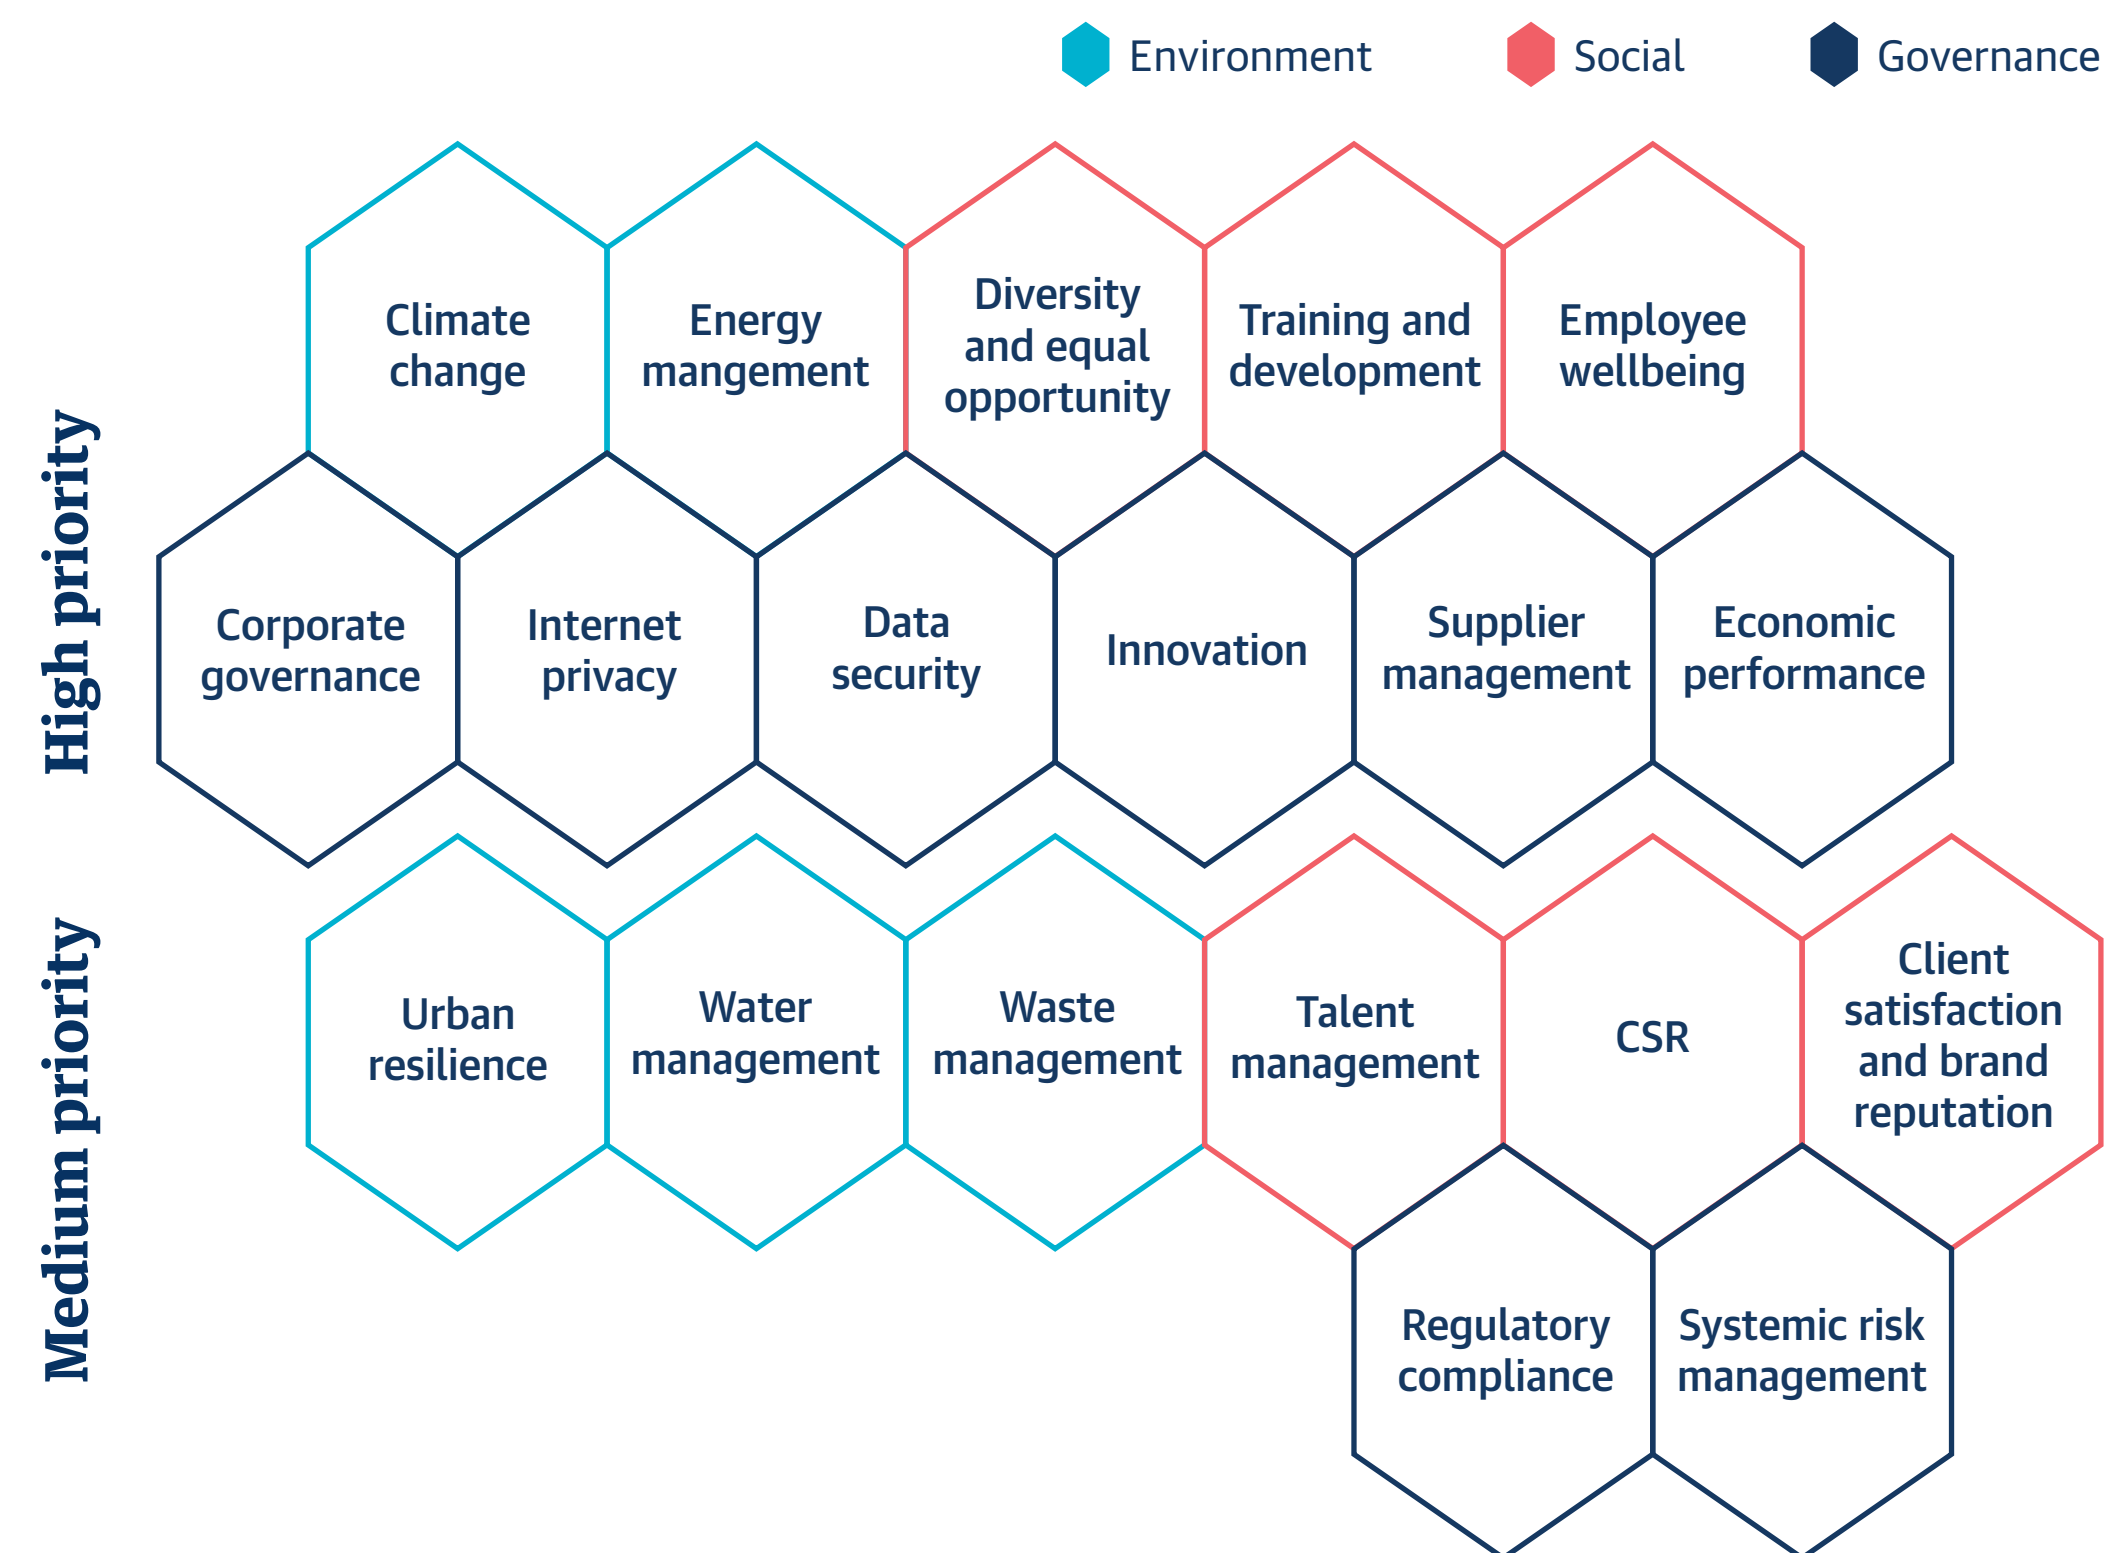 Environment
Social
Governance
High priority
Climate
change
Energy
mangement
Diversity
and equal
opportunity
Training and
development
Employee
wellbeing
Corporate
governance
Internet
privacy
Data
security
Innovation
Supplier
management
Economic
performance
Medium priority
Urban
resilience
Water
management
Waste
management
Talent
management
CSR
Client
satisfaction
and brand
reputation
Regulatory
compliance
Systemic risk
management